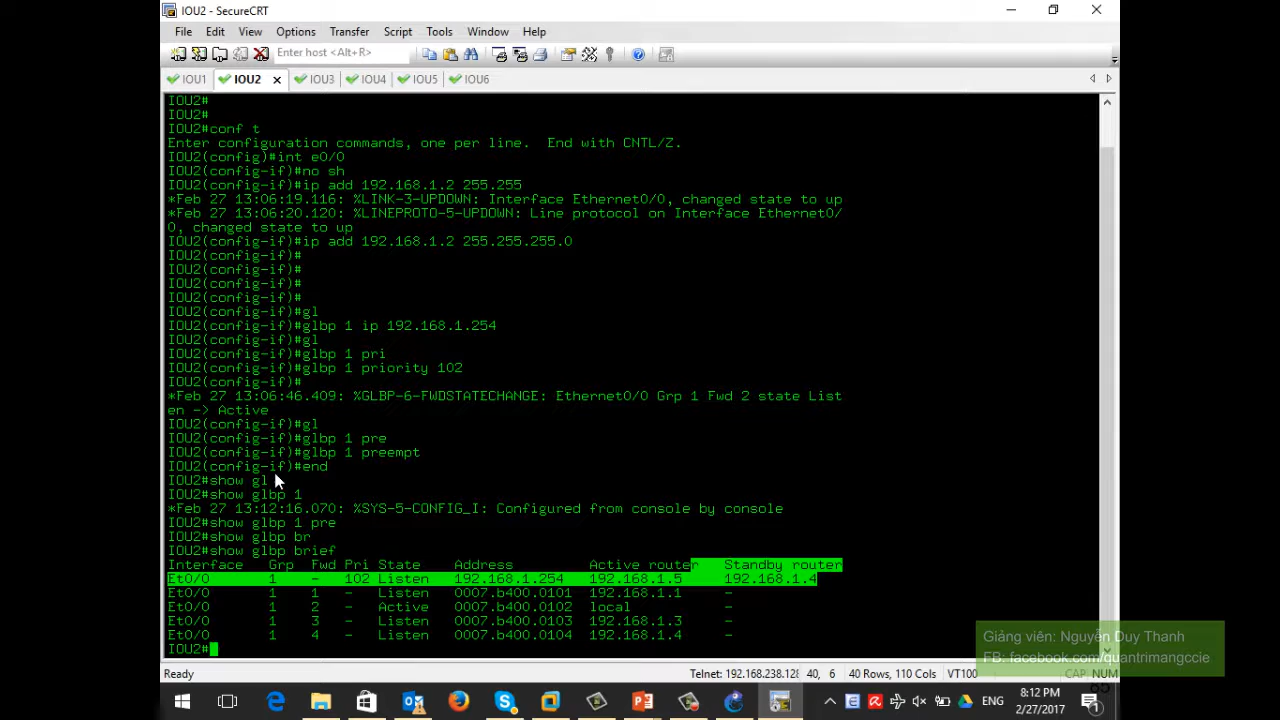 IOU2 - SecureCRT
File Edit View Options Transfer Script Tools Window Help
Enter host <Alt+R>
IOU1 IOU2 IOU3 IOU4 IOU5 IOU6
IOU2#
IOU2#
IOU2#conf t
Enter configuration commands, one per line. End with CNTL/Z.
IOU2(config)#int e0/0
IOU2(config-if)#no sh
IOU2(config-if)#ip add 192.168.1.2 255.255
*Feb 27 13:06:19.116: %LINK-3-UPDOWN: Interface Ethernet0/0, changed state to up
*Feb 27 13:06:20.120: %LINEPROTO-5-UPDOWN: Line protocol on Interface Ethernet0/
0, changed state to up
IOU2(config-if)#ip add 192.168.1.2 255.255.255.0
IOU2(config-if)#
IOU2(config-if)#
IOU2(config-if)#
IOU2(config-if)#
IOU2(config-if)#gl
IOU2(config-if)#glbp 1 ip 192.168.1.254
IOU2(config-if)#gl
IOU2(config-if)#glbp 1 pri
IOU2(config-if)#glbp 1 priority 102
IOU2(config-if)#
*Feb 27 13:06:46.409: %GLBP-6-FWDSTATECHANGE: Ethernet0/0 Grp 1 Fwd 2 state List
en -> Active
IOU2(config-if)#gl
IOU2(config-if)#glbp 1 pre
IOU2(config-if)#glbp 1 preempt
IOU2(config-if)#end
IOU2#show gl
IOU2#show glbp 1
*Feb 27 13:12:16.070: %SYS-5-CONFIG_I: Configured from console by console
IOU2#show glbp 1 pre
IOU2#show glbp br
IOU2#show glbp brief
Interface Grp Fwd Pri State Address Active router Standby router
Et0/0 1 - 102 Listen 192.168.1.254 192.168.1.5 192.168.1.4
Et0/0 1 1 - Listen 0007.b400.0101 192.168.1.1 -
Et0/0 1 2 - Active 0007.b400.0102 local -
Et0/0 1 3 - Listen 0007.b400.0103 192.168.1.3 -
Et0/0 1 4 - Listen 0007.b400.0104 192.168.1.4 -
IOU2#
Giảng viên: Nguyễn Duy Thanh
FB: facebook.com/quantrimangccie
Ready Telnet: 192.168.238.128 40, 6 40 Rows, 110 Cols VT100 CAP NUM
ENG
8:12 PM
2/27/2017